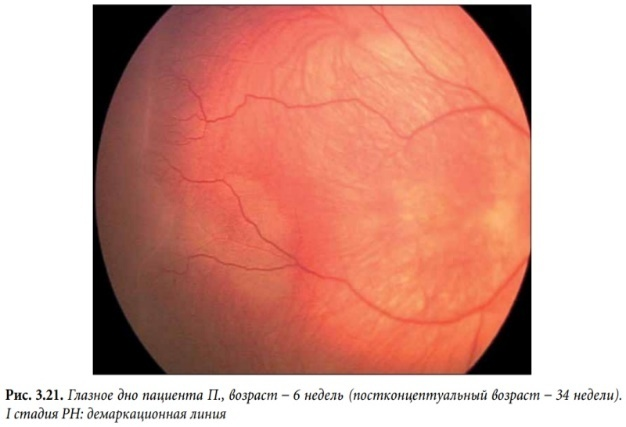 Рис. 3.21. Глазное дно пациента П., возраст – 6 недель (постконцептуальный возраст – 34 недели).
I стадия РН: демаркационная линия